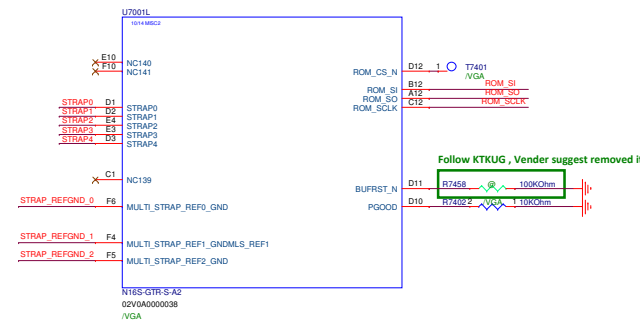 U7001L
10/14 MISC2
E10 NC140
F10 NC141
D12 1 T7401
ROM_CS_N /VGA
ROM_SI B12 ROM_SI
ROM_SO A12 ROM_SO
ROM_SCLK C12 ROM_SCLK
STRAP0 D1 STRAP0
STRAP1 D2 STRAP1
STRAP2 E4 STRAP2
STRAP3 E3 STRAP3
STRAP4 D3 STRAP4
Follow KTKUG , Vender suggest removed it
C1 NC139
BUFRST_N D11 R7458 @ 100KOhm
PGOOD D10 R7402 2 /VGA 1 10KOhm
STRAP_REFGND_0 F6 MULTI_STRAP_REF0_GND
STRAP_REFGND_1 F4 MULTI_STRAP_REF1_GNDMLS_REF1
STRAP_REFGND_2 F5 MULTI_STRAP_REF2_GND
N16S-GTR-S-A2
02V0A0000038
/VGA